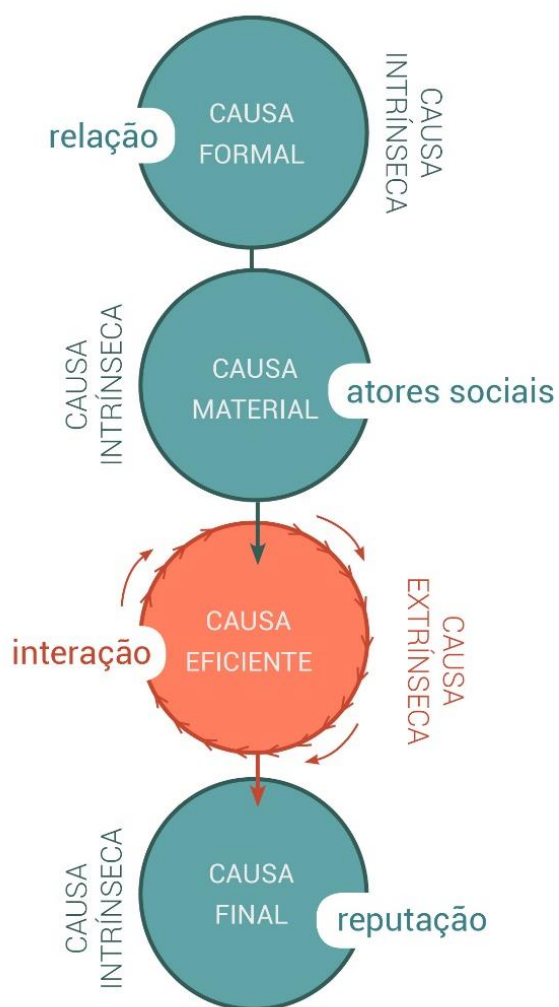 CAUSA
FORMAL
relação
CAUSA
INTRÍNSECA
CAUSA
INTRÍNSECA
CAUSA
MATERIAL
atores sociais
interação
CAUSA
EFICIENTE
CAUSA
EXTRÍNSECA
CAUSA
INTRÍNSECA
CAUSA
FINAL
reputação